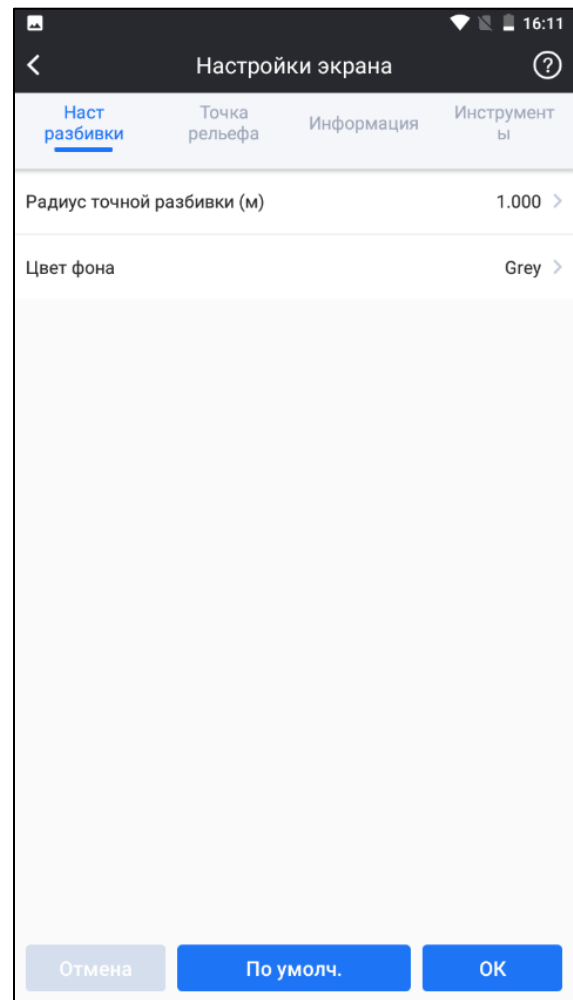 16:11
Настройки экрана
?
Наст
разбивки
Точка
рельефа
Информация
Инструмент
ы
Радиус точной разбивки (м) 1.000
Цвет фона Grey
Отмена По умолч. ОК